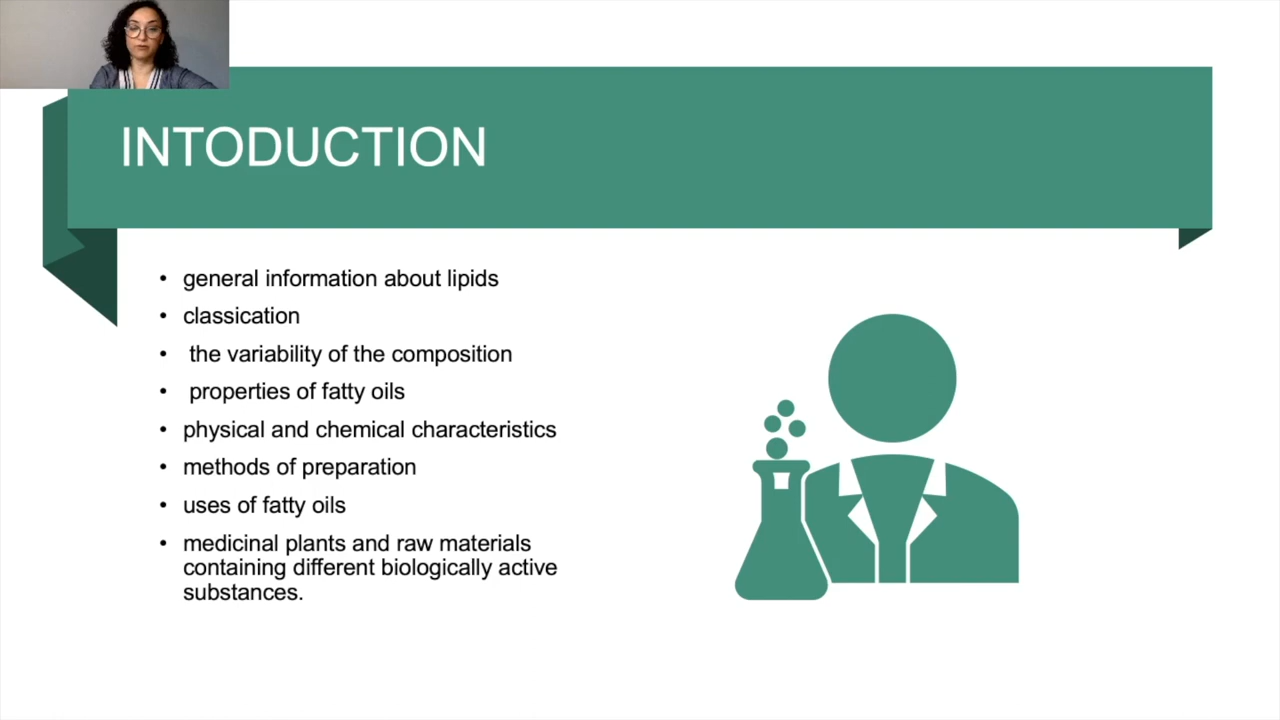 INTODUCTION
• general information about lipids
• classication
• the variability of the composition
• properties of fatty oils
• physical and chemical characteristics
• methods of preparation
• uses of fatty oils
• medicinal plants and raw materials
containing different biologically active
substances.